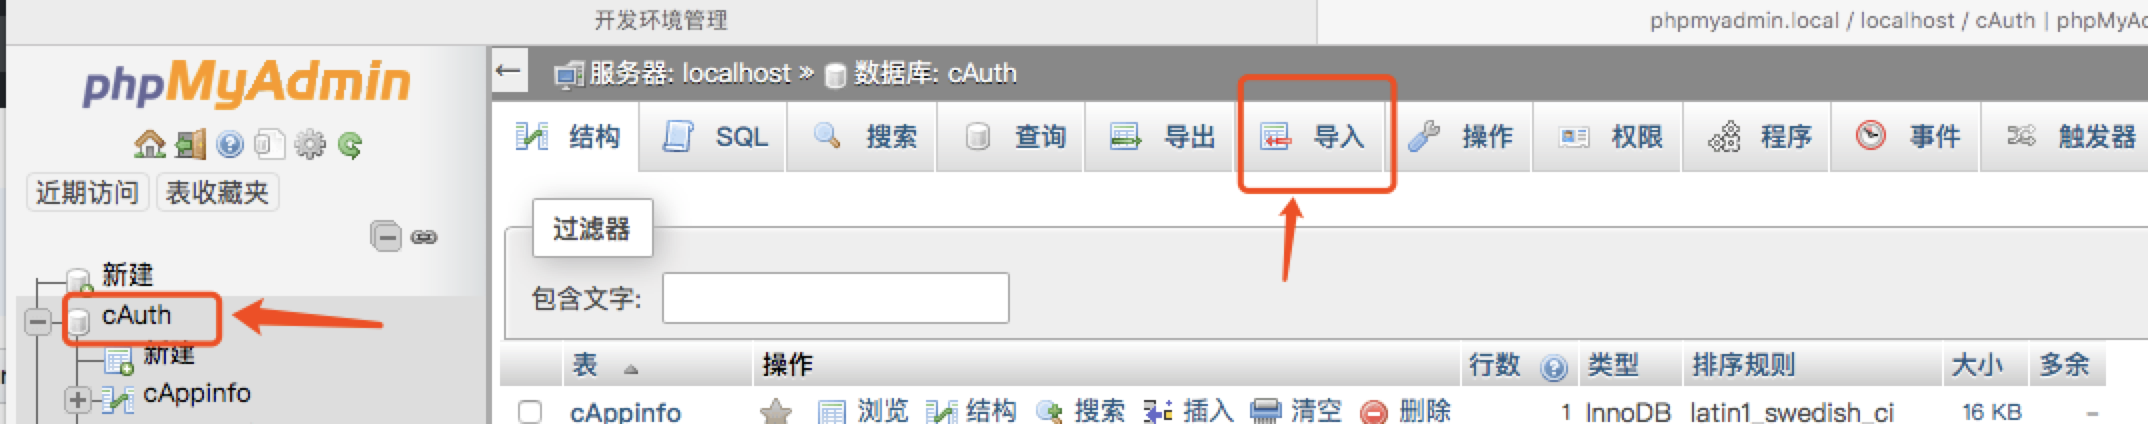 开发环境管理
phpmyadmin.local / localhost / cAuth | phpMyAd
phpMyAdmin
服务器: localhost » 数据库: cAuth
结构 SQL 搜索 查询 导出 导入 操作 权限 程序 事件 触发器
近期访问 表收藏夹
过滤器
包含文字:
新建
cAuth
新建
cAppinfo
表 操作 行数 类型 排序规则 大小 多余
cAppinfo 浏览 结构 搜索 插入 清空 删除 1 InnoDB latin1_swedish_ci 16 KB –